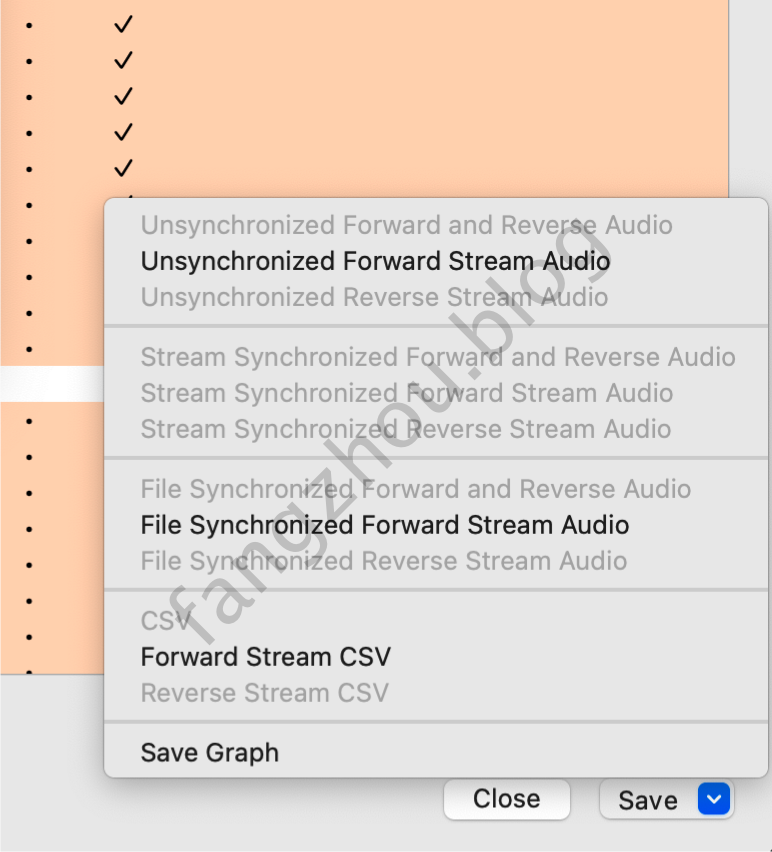 Unsynchronized Forward and Reverse Audio
Unsynchronized Forward Stream Audio
Unsynchronized Reverse Stream Audio
Stream Synchronized Forward and Reverse Audio
Stream Synchronized Forward Stream Audio
Stream Synchronized Reverse Stream Audio
File Synchronized Forward and Reverse Audio
File Synchronized Forward Stream Audio
File Synchronized Reverse Stream Audio
CSV
Forward Stream CSV
Reverse Stream CSV
Save Graph
Close
Save
fangzhou.blog